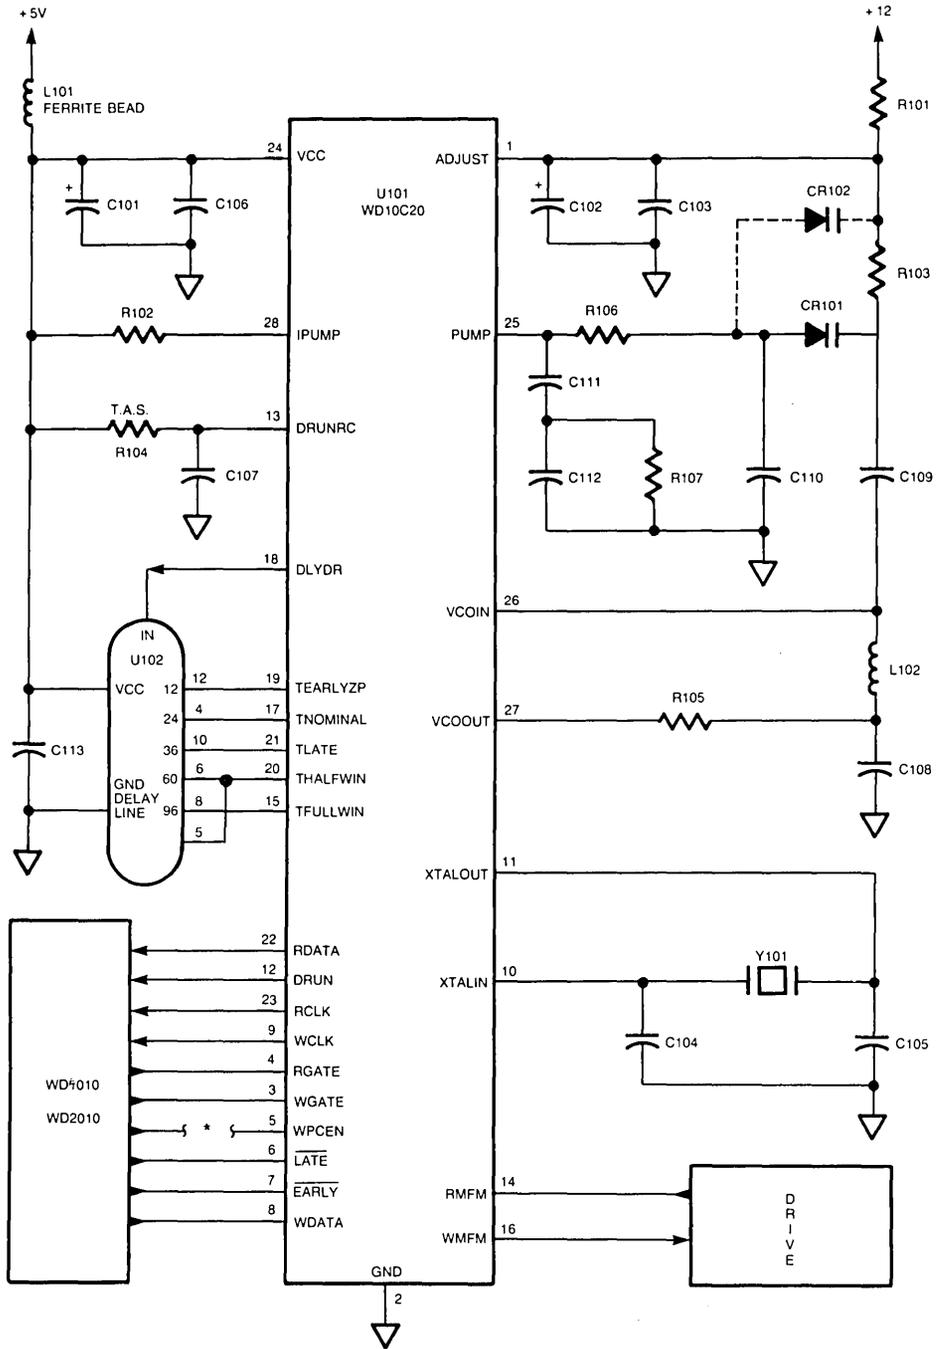 + 5V
+ 12
L101
FERRITE BEAD
R101
24 VCC
ADJUST 1
U101
WD10C20
+ C101
C106
+ C102
C103
CR102
R103
R102
28 IPUMP
PUMP 25
R106
CR101
C111
T.A.S.
R104
13 DRUNRC
C107
C112
R107
C110
C109
18 DLYDR
VCOIN 26
IN
U102
L102
VCC 12 12 19 TEARLYZP
24 4 17 TNOMINAL
VCOOUT 27
R105
36 10 21 TLATE
C113
C108
GND
DELAY
LINE
60 6 20 THALFWIN
96 8 15 TFULLWIN
5
XTALOUT 11
22 RDATA
12 DRUN
XTALIN 10
Y101
23 RCLK
9 WCLK
C104
C105
4 RGATE
WD1010
WD2010
3 WGATE
* 5 WPCEN
6 LATE
7 EARLY
8 WDATA
RMFM 14
WMFM 16
DRIVE
GND
2